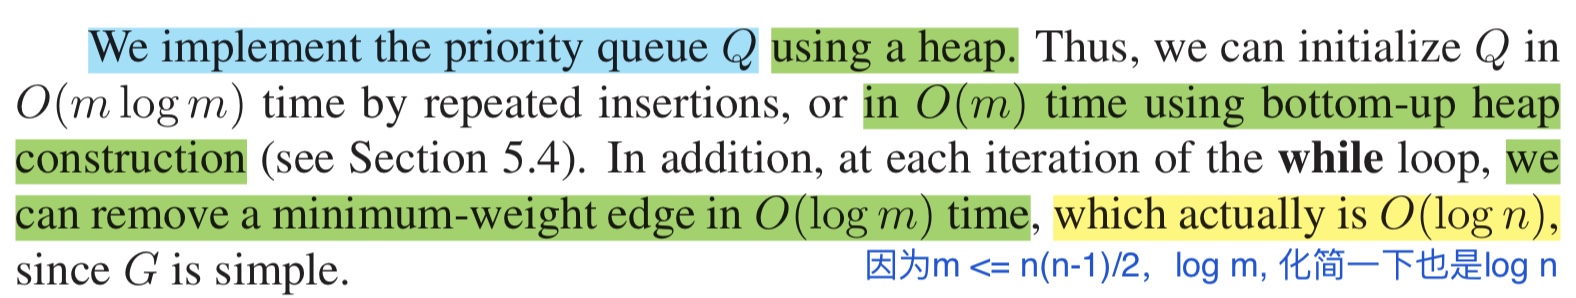 We implement the priority queue Q using a heap. Thus, we can initialize Q in
O(m log m) time by repeated insertions, or in O(m) time using bottom-up heap
construction (see Section 5.4). In addition, at each iteration of the while loop, we
can remove a minimum-weight edge in O(log m) time, which actually is O(log n),
since G is simple.
因为m <= n(n-1)/2, log m, 化简一下也是log n